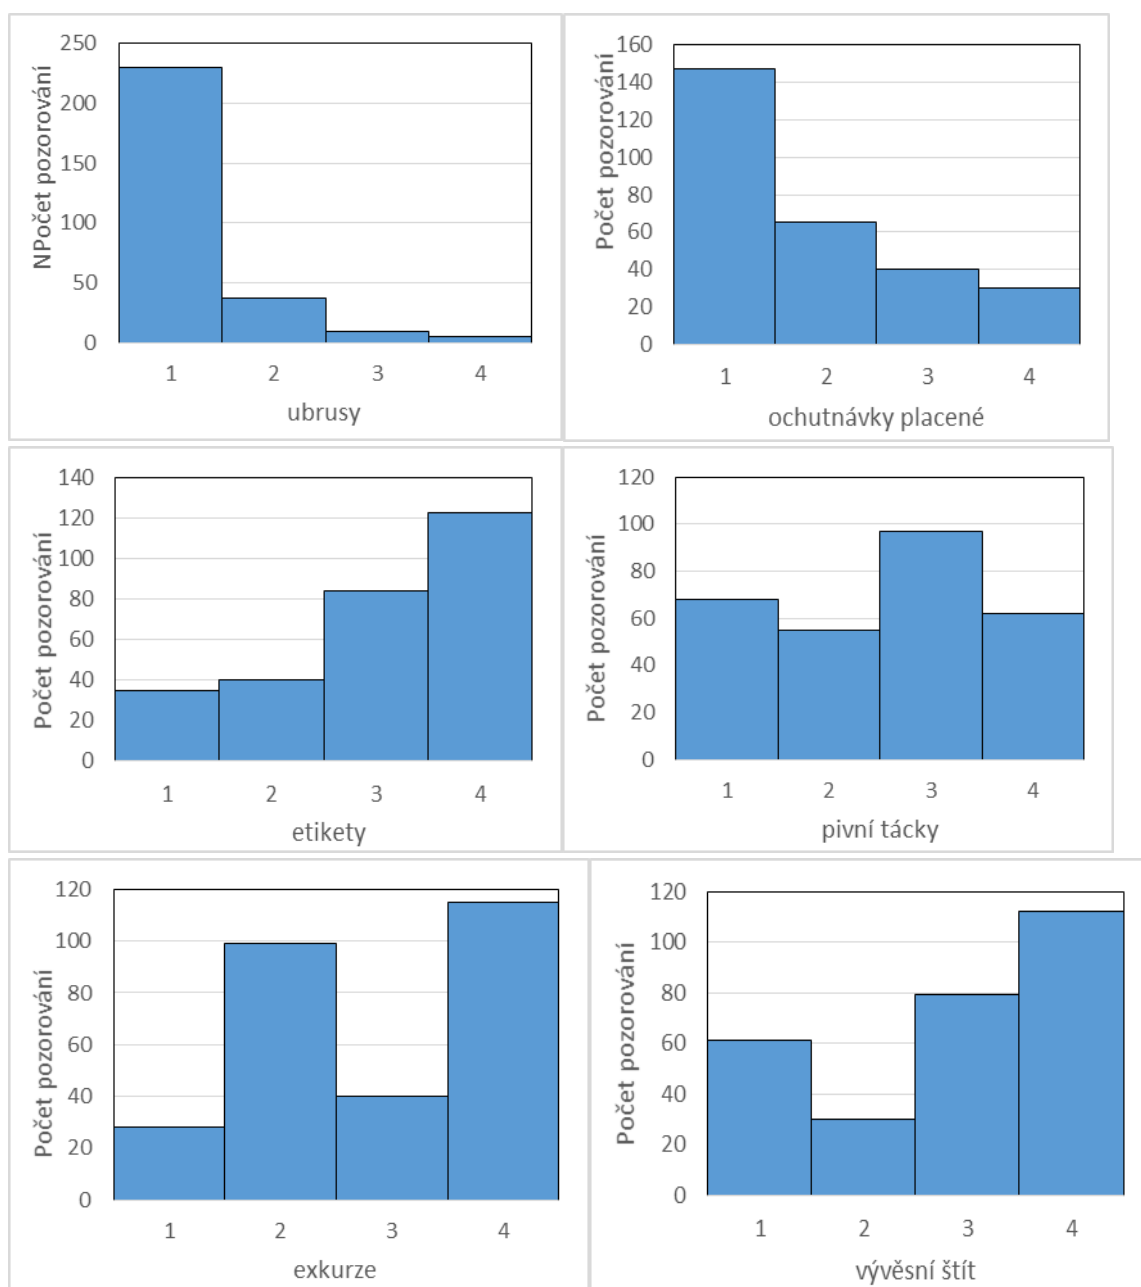 NPočet pozorování
250
200
150
100
50
0
1 2 3 4
ubrusy
Počet pozorování
160
140
120
100
80
60
40
20
0
1 2 3 4
ochutnávky placené
Počet pozorování
140
120
100
80
60
40
20
0
1 2 3 4
etikety
Počet pozorování
120
100
80
60
40
20
0
1 2 3 4
pivní tácky
Počet pozorování
120
100
80
60
40
20
0
1 2 3 4
exkurze
Počet pozorování
120
100
80
60
40
20
0
1 2 3 4
vývěsní štít